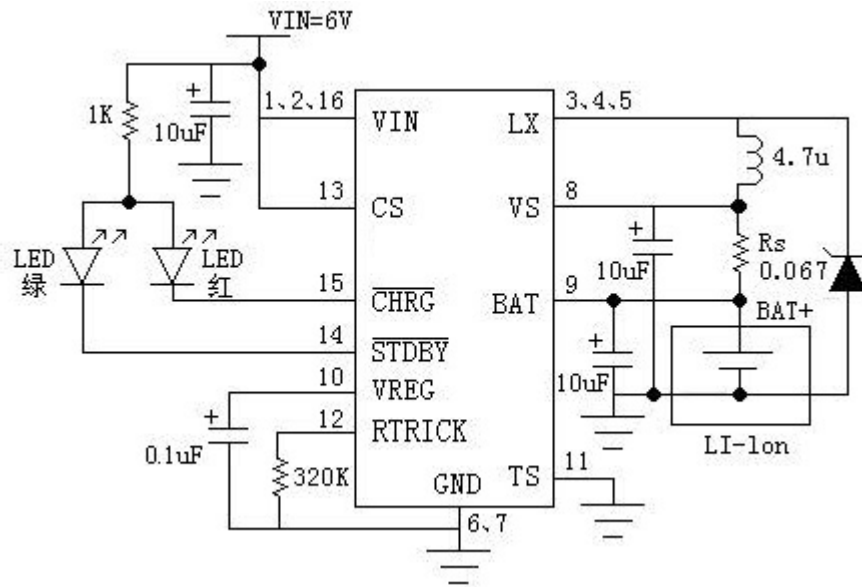 VIN=6V
1K
10uF
1、2、16
VIN
LX
3、4、5
4.7u
13
CS
VS
8
LED
绿
LED
红
10uF
Rs
0.067
15
CHRG
BAT
9
BAT+
14
STDBY
10uF
10
VREG
12
RTRICK
0.1uF
320K
GND
TS
11
LI-lon
6、7